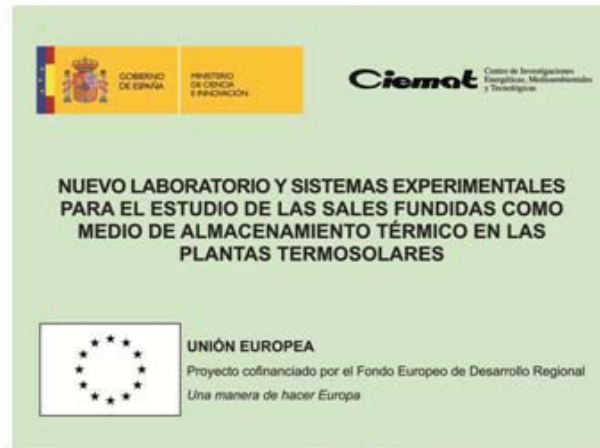 GOBIERNO
DE ESPAÑA
MINISTERIO
DE CIENCIA
E INNOVACIÓN
Ciemat
Centro de Investigaciones
Energéticas, Medioambientales
y Tecnológicas
NUEVO LABORATORIO Y SISTEMAS EXPERIMENTALES
PARA EL ESTUDIO DE LAS SALES FUNDIDAS COMO
MEDIO DE ALMACENAMIENTO TÉRMICO EN LAS
PLANTAS TERMOSOLARES
UNIÓN EUROPEA
Proyecto cofinanciado por el Fondo Europeo de Desarrollo Regional
Una manera de hacer Europa